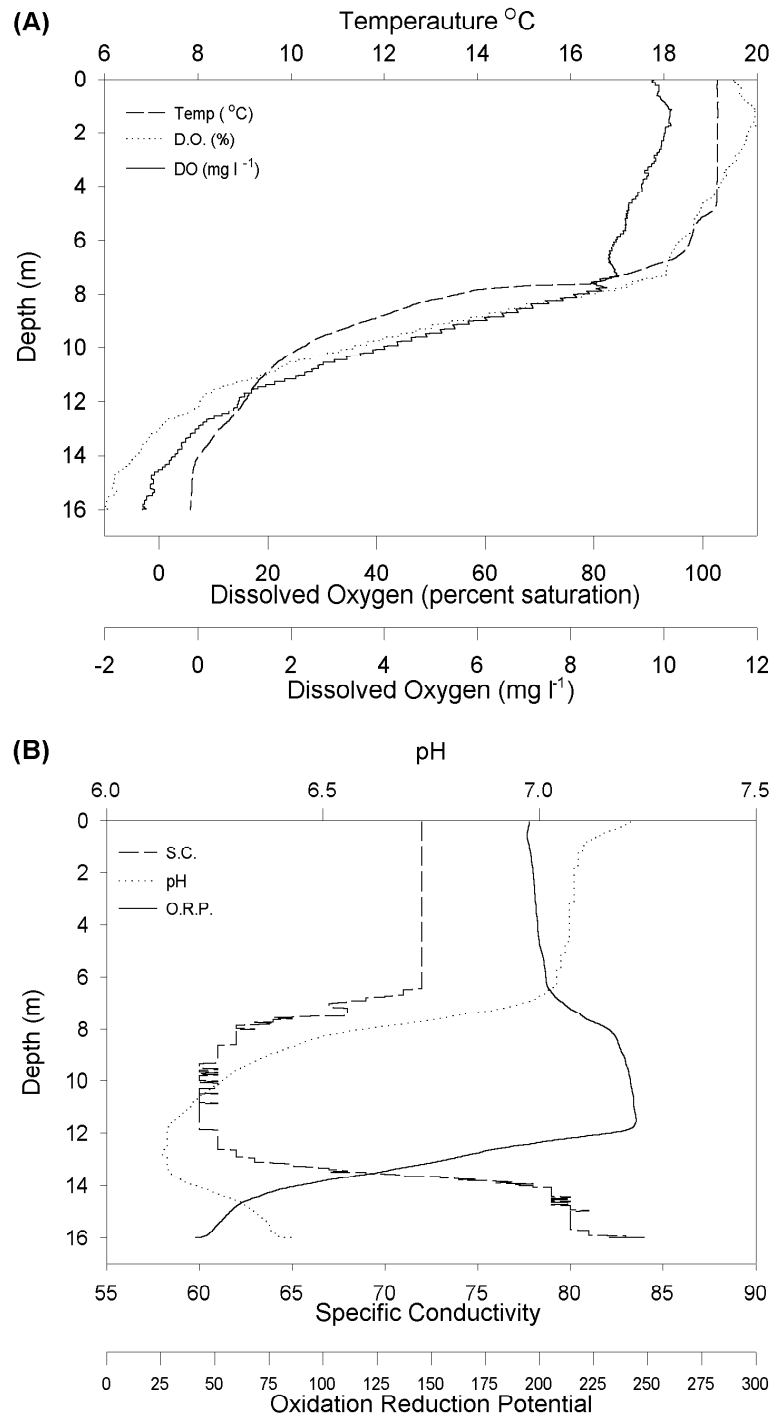 (A)
Temperauture °C
6 8 10 12 14 16 18 20
0
2
4
6
8
10
12
14
16
Depth (m)
Temp (°C)
D.O. (%)
DO (mg l⁻¹)
0 20 40 60 80 100
Dissolved Oxygen (percent saturation)
-2 0 2 4 6 8 10 12
Dissolved Oxygen (mg l⁻¹)
(B)
pH
6.0 6.5 7.0 7.5
0
2
4
6
8
10
12
14
16
Depth (m)
S.C.
pH
O.R.P.
55 60 65 70 75 80 85 90
Specific Conductivity
0 25 50 75 100 125 150 175 200 225 250 275 300
Oxidation Reduction Potential